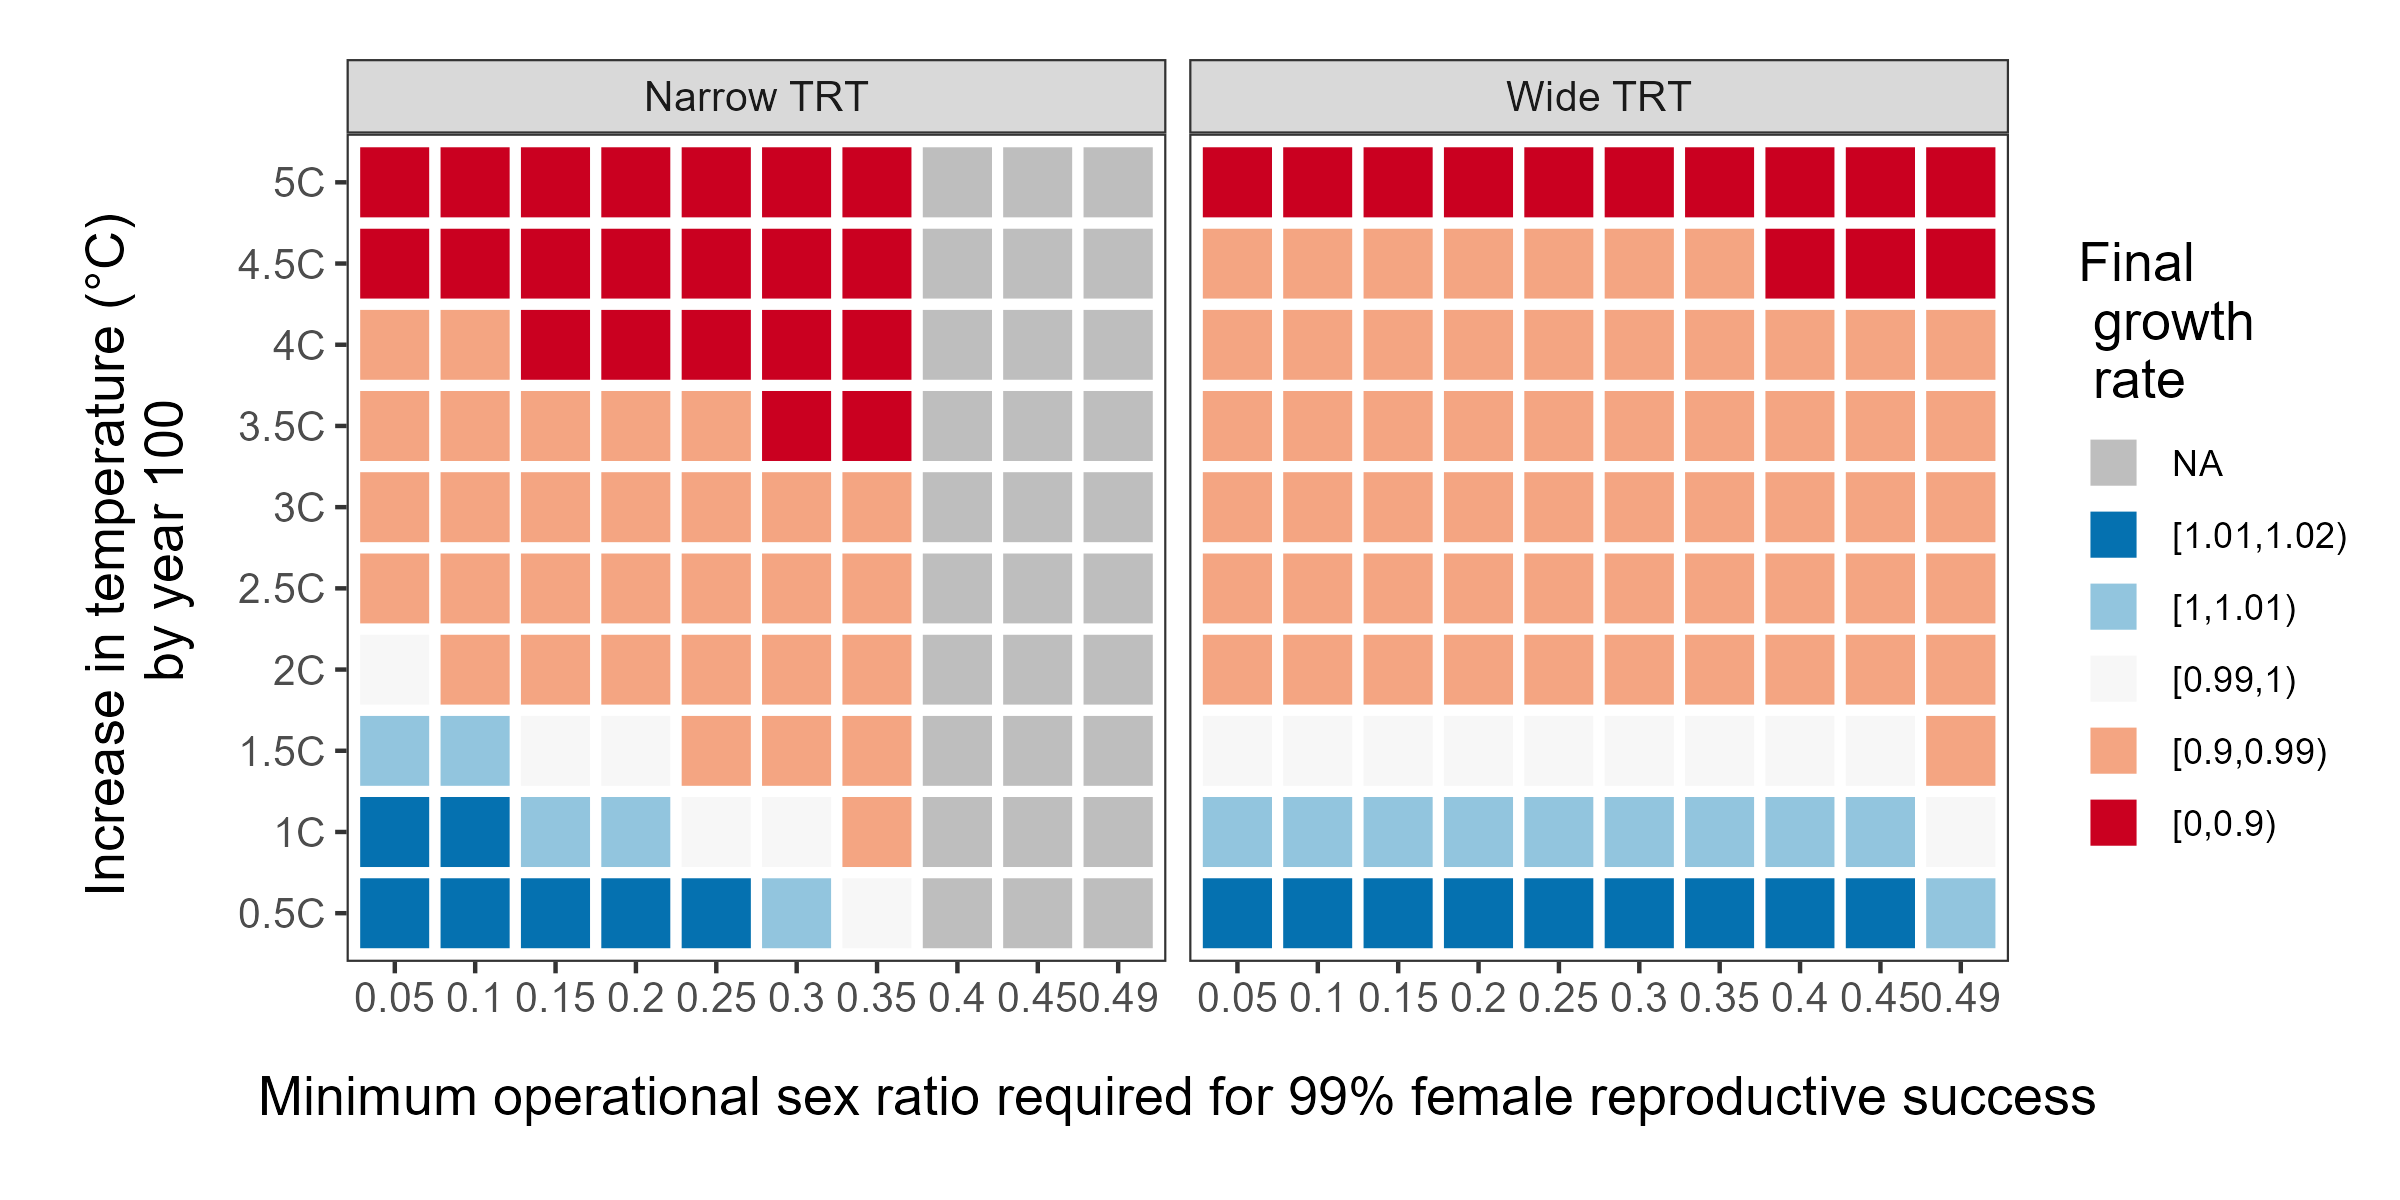 Narrow TRT
Wide TRT
Increase in temperature (°C)
by year 100
5C
4.5C
4C
3.5C
3C
2.5C
2C
1.5C
1C
0.5C
0.05 0.1 0.15 0.2 0.25 0.3 0.35 0.4 0.45 0.49
0.05 0.1 0.15 0.2 0.25 0.3 0.35 0.4 0.45 0.49
Minimum operational sex ratio required for 99% female reproductive success
Final
growth
rate
NA
[1.01,1.02)
[1,1.01)
[0.99,1)
[0.9,0.99)
[0,0.9)